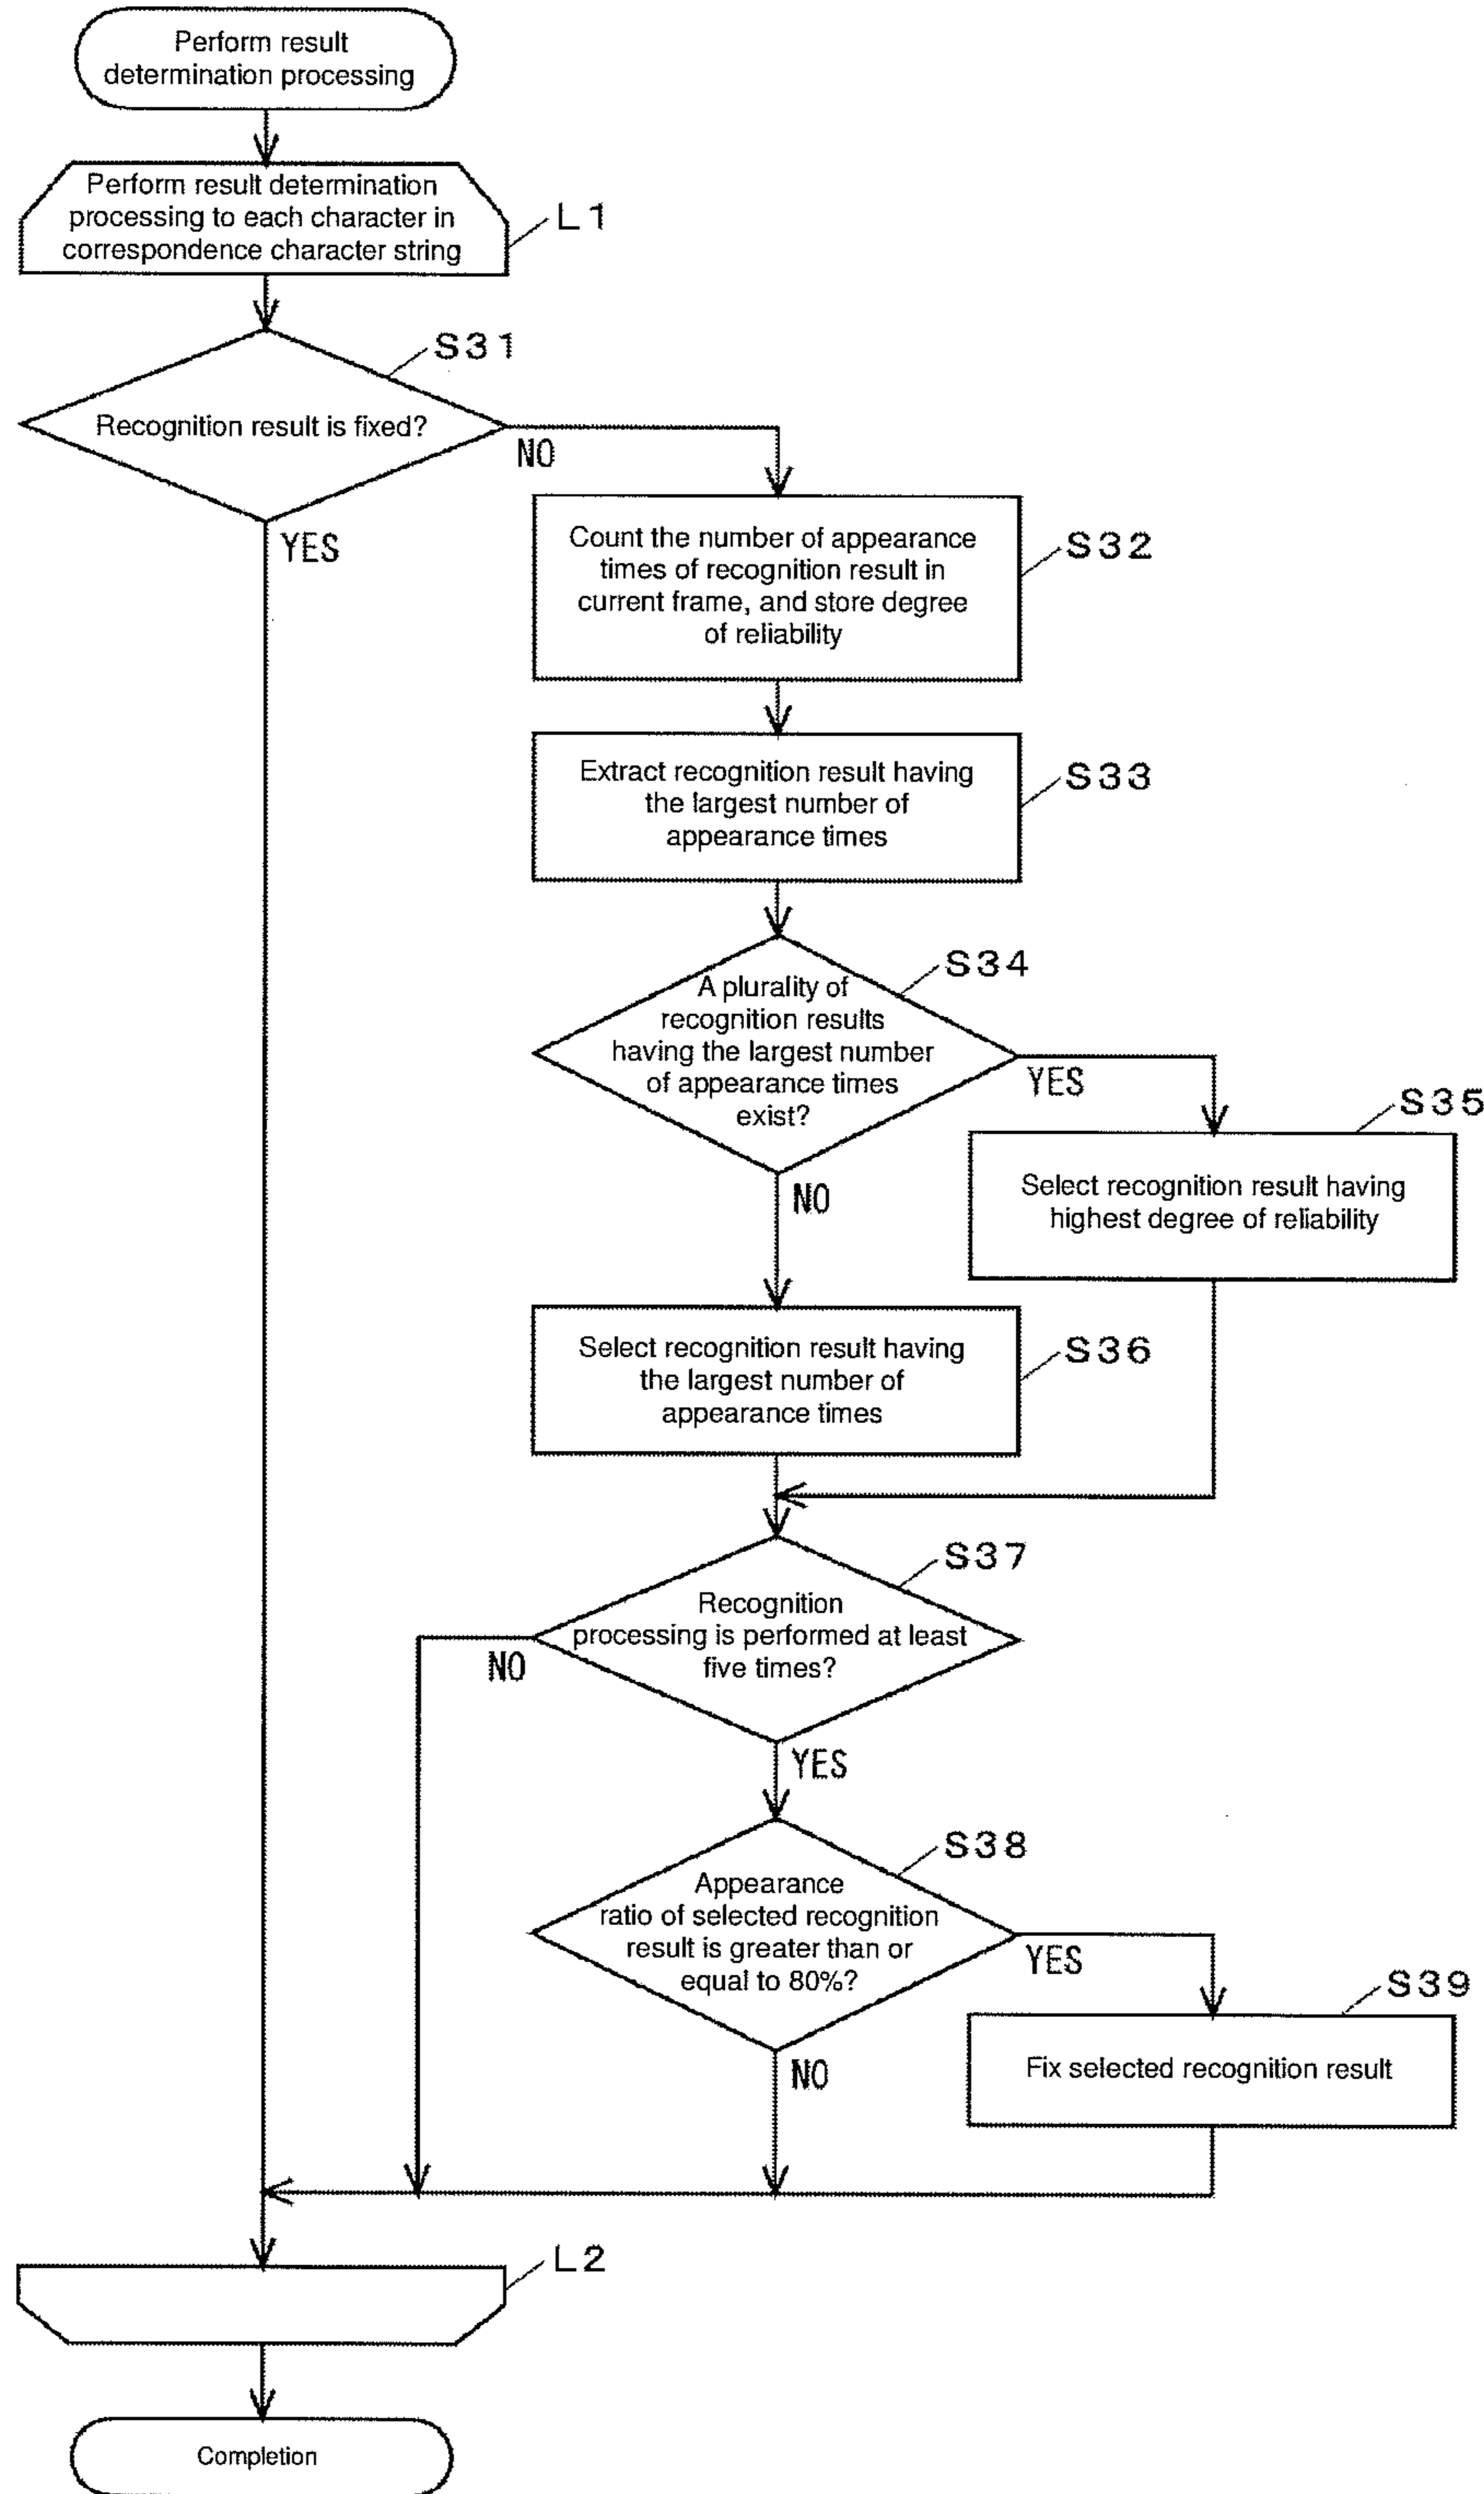 Perform result
determination processing
Perform result determination
processing to each character in
correspondence character string
L1
S31
Recognition result is fixed?
NO
YES
Count the number of appearance
times of recognition result in
current frame, and store degree
of reliability
S32
Extract recognition result having
the largest number of
appearance times
S33
S34
A plurality of
recognition results
having the largest number
of appearance times
exist?
YES
NO
S35
Select recognition result having
highest degree of reliability
Select recognition result having
the largest number of
appearance times
S36
S37
Recognition
processing is performed at least
five times?
NO
YES
S38
Appearance
ratio of selected recognition
result is greater than or
equal to 80%?
YES
NO
S39
Fix selected recognition result
L2
Completion